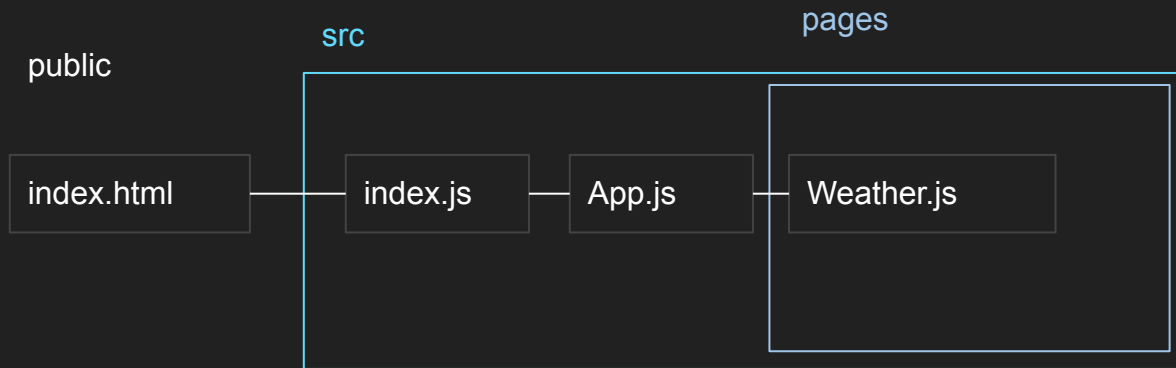 pages
src
public
index.html
index.js
App.js
Weather.js